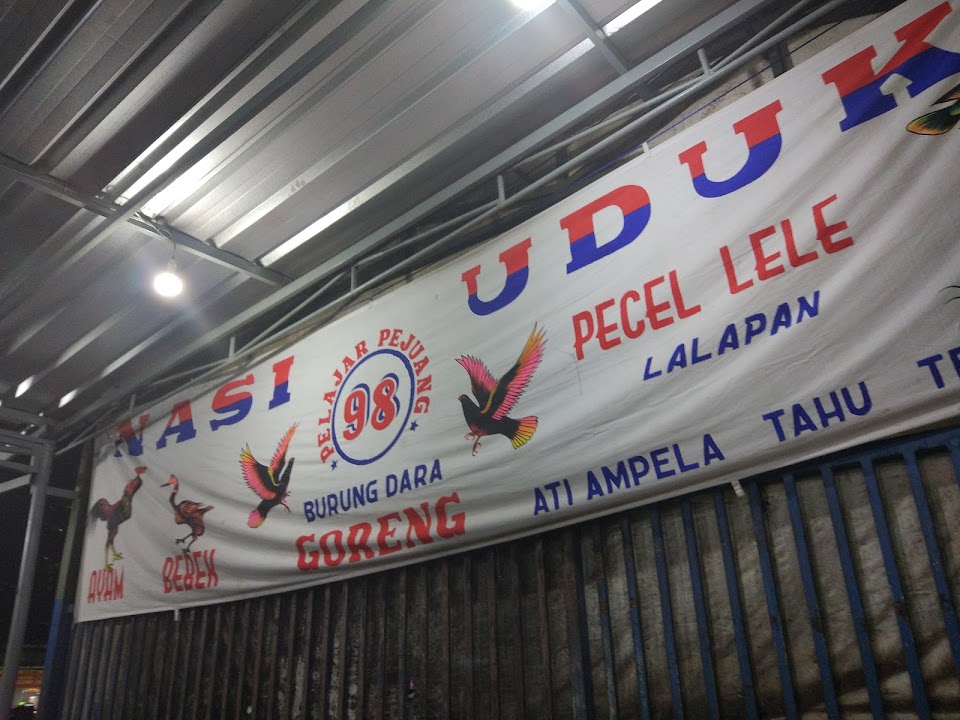 NASI UDUK
PELAJAR PEJUANG
98
PECEL LELE
LALAPAN
AYAM
BEBEK
BURUNG DARA
GORENG
ATI AMPELA TAHU